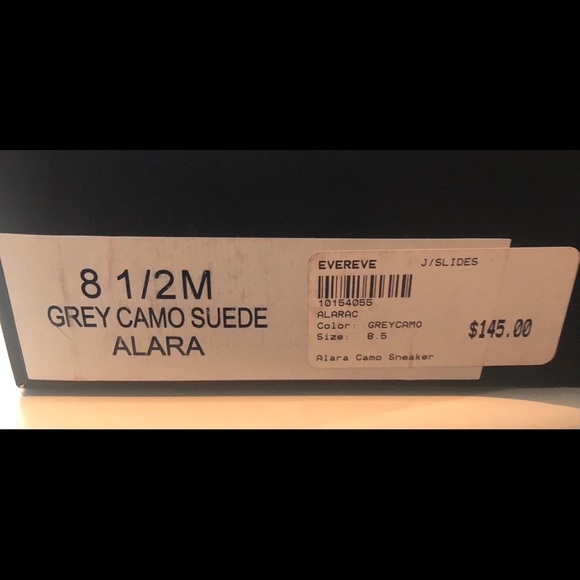 8 1/2M
GREY CAMO SUEDE
ALARA
EVEREVE J/SLIDES
10154055
ALARAC
Color: GREYCAMO
Size: 8.5
$145.00
Alara Camo Sneaker